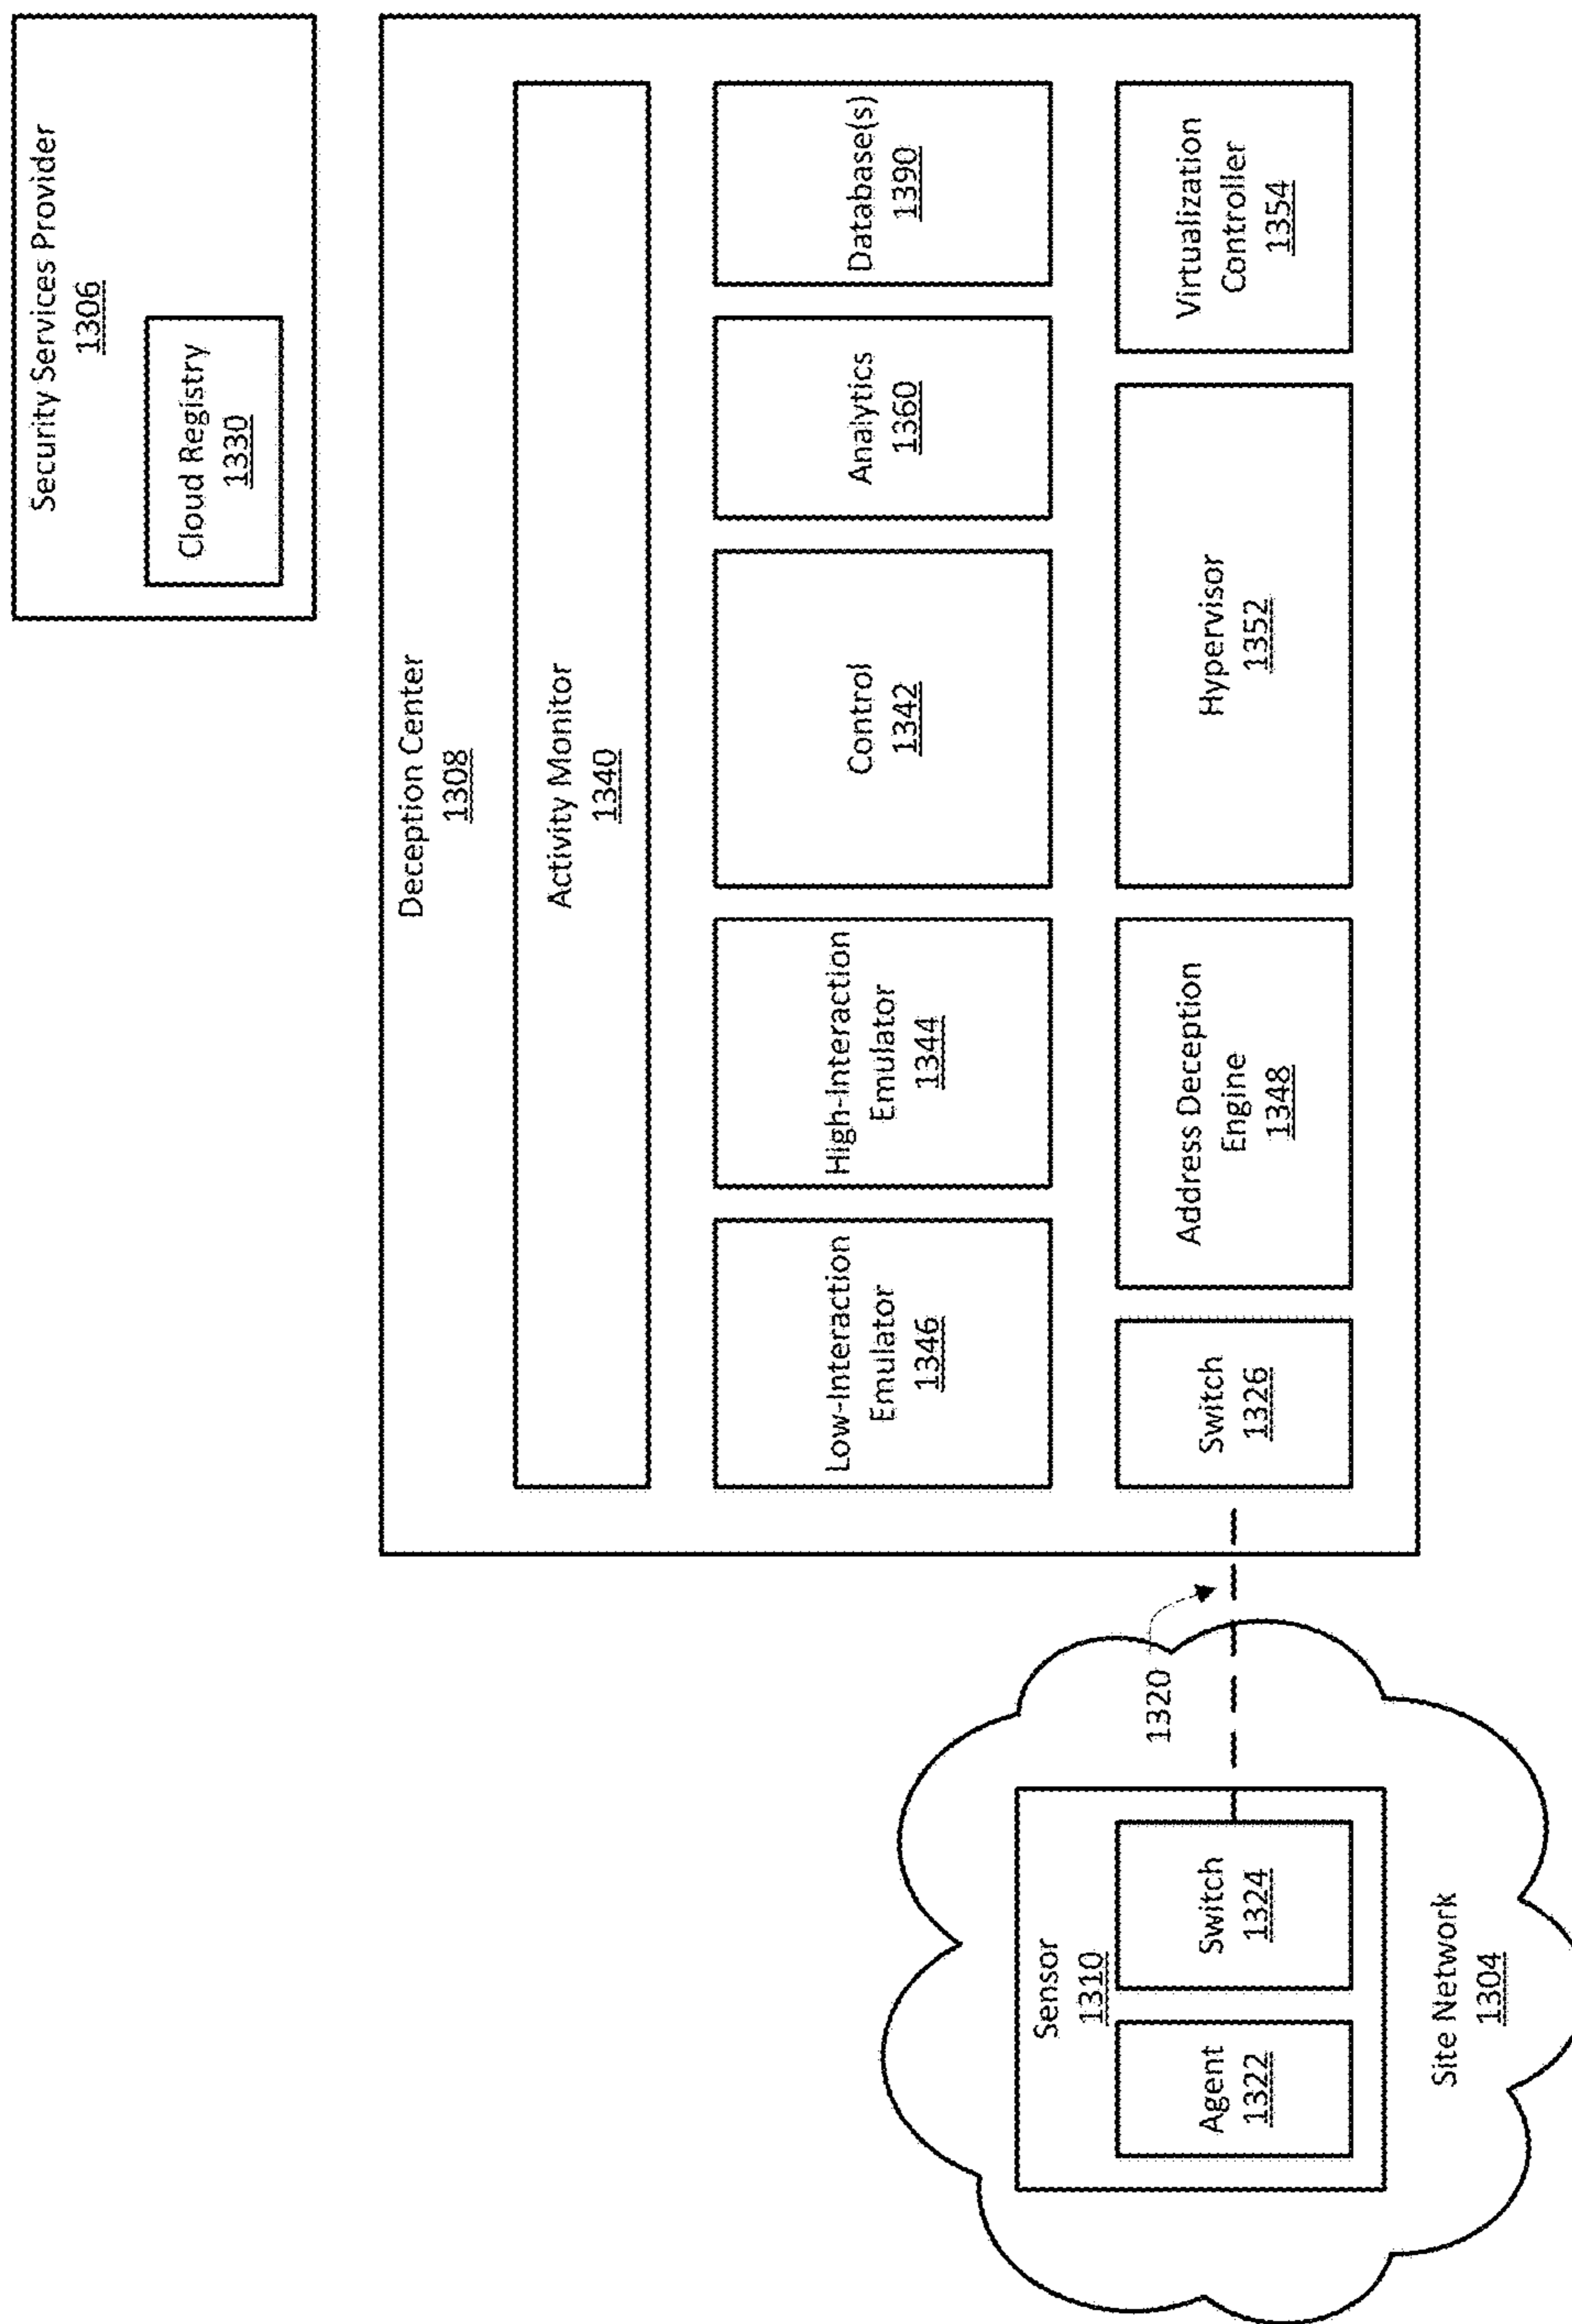 Security Services Provider
1306
Cloud Registry
1330
Deception Center
1308
Activity Monitor
1340
Low-Interaction
Emulator
1346
High-Interaction
Emulator
1344
Control
1342
Analytics
1360
Database(s)
1390
Switch
1326
Address Deception
Engine
1348
Hypervisor
1352
Virtualization
Controller
1354
1320
Sensor
1310
Agent
1322
Switch
1324
Site Network
1304